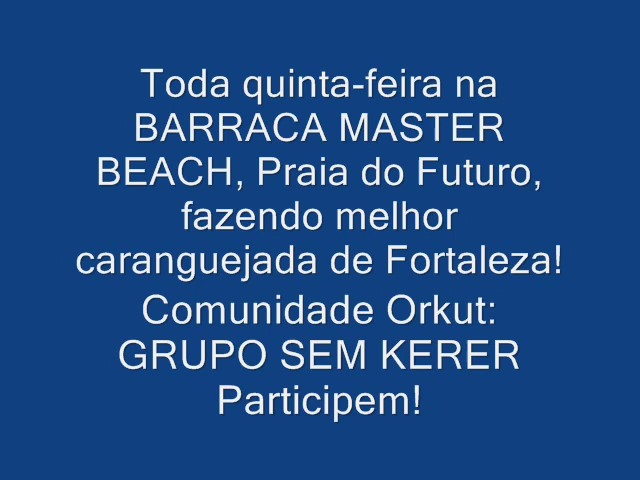 Toda quinta-feira na
BARRACA MASTER
BEACH, Praia do Futuro,
fazendo melhor
caranguejada de Fortaleza!
Comunidade Orkut:
GRUPO SEM KERER
Participem!